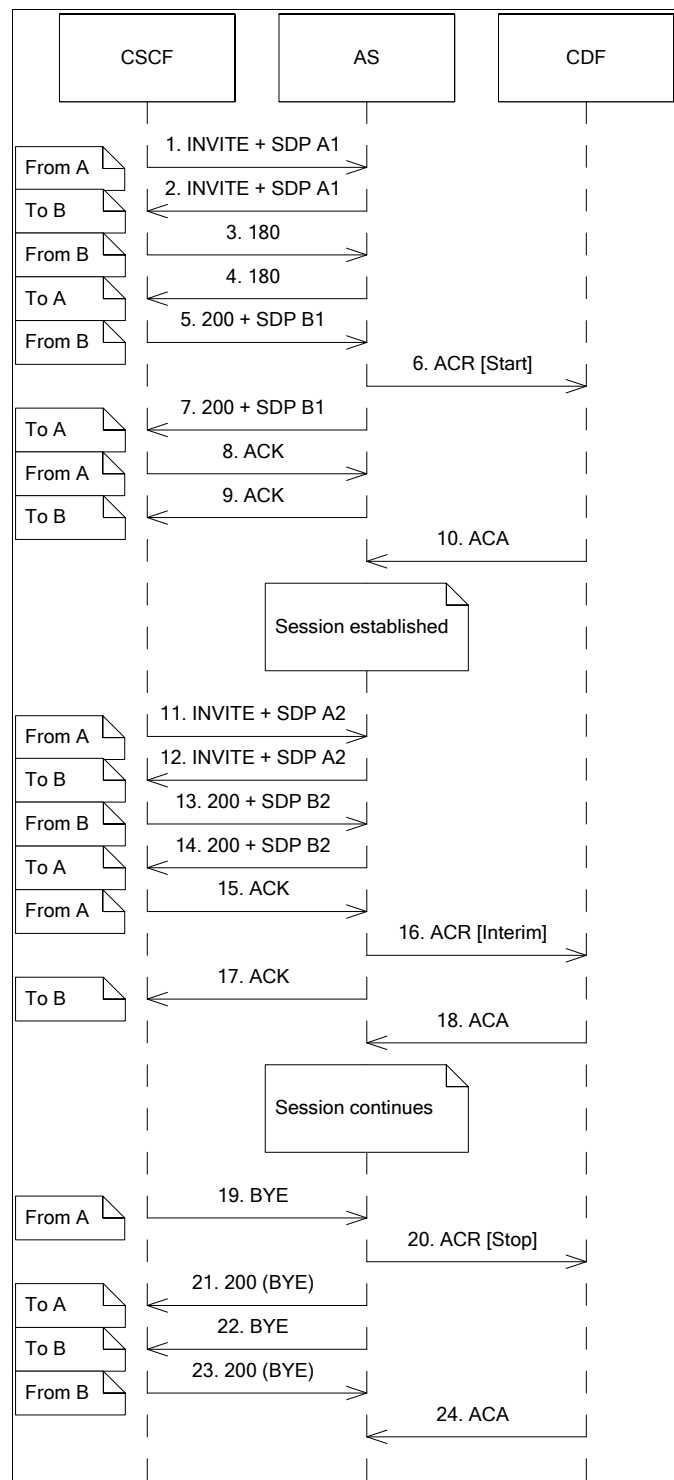 CSCF
AS
CDF
1. INVITE + SDP A1
From A
2. INVITE + SDP A1
To B
3. 180
From B
4. 180
To A
5. 200 + SDP B1
From B
6. ACR [Start]
7. 200 + SDP B1
To A
8. ACK
From A
9. ACK
To B
10. ACA
Session established
11. INVITE + SDP A2
From A
12. INVITE + SDP A2
To B
13. 200 + SDP B2
From B
14. 200 + SDP B2
To A
15. ACK
From A
16. ACR [Interim]
17. ACK
To B
18. ACA
Session continues
19. BYE
From A
20. ACR [Stop]
21. 200 (BYE)
To A
22. BYE
To B
23. 200 (BYE)
From B
24. ACA